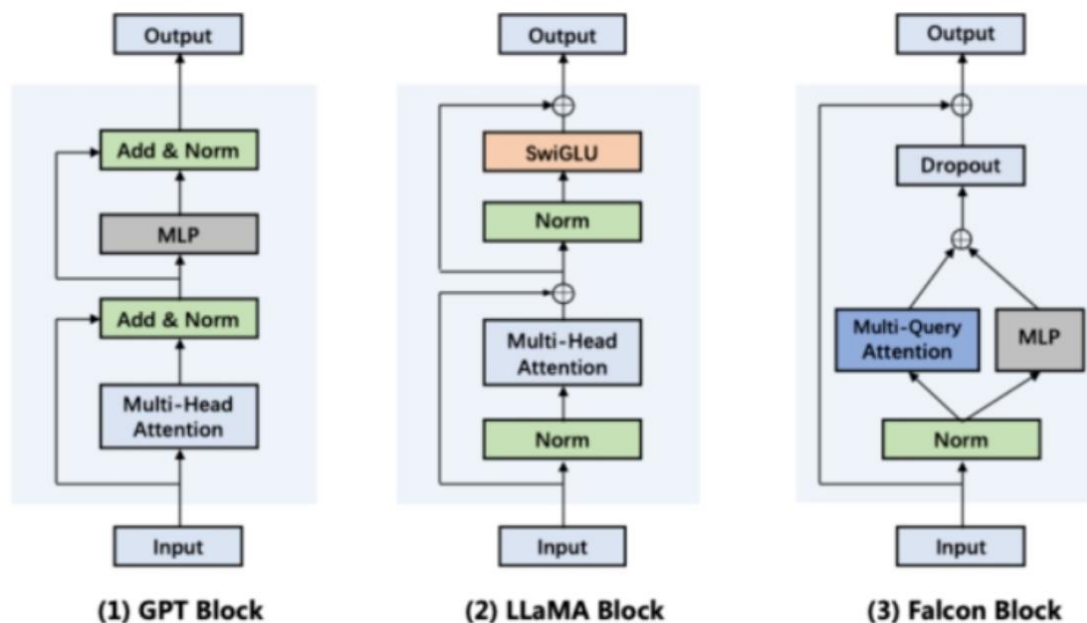 Output
Add & Norm
MLP
Add & Norm
Multi-Head
Attention
Input
(1) GPT Block
Output
SwiGLU
Norm
Multi-Head
Attention
Norm
Input
(2) LLaMA Block
Output
Dropout
Multi-Query
Attention
MLP
Norm
Input
(3) Falcon Block